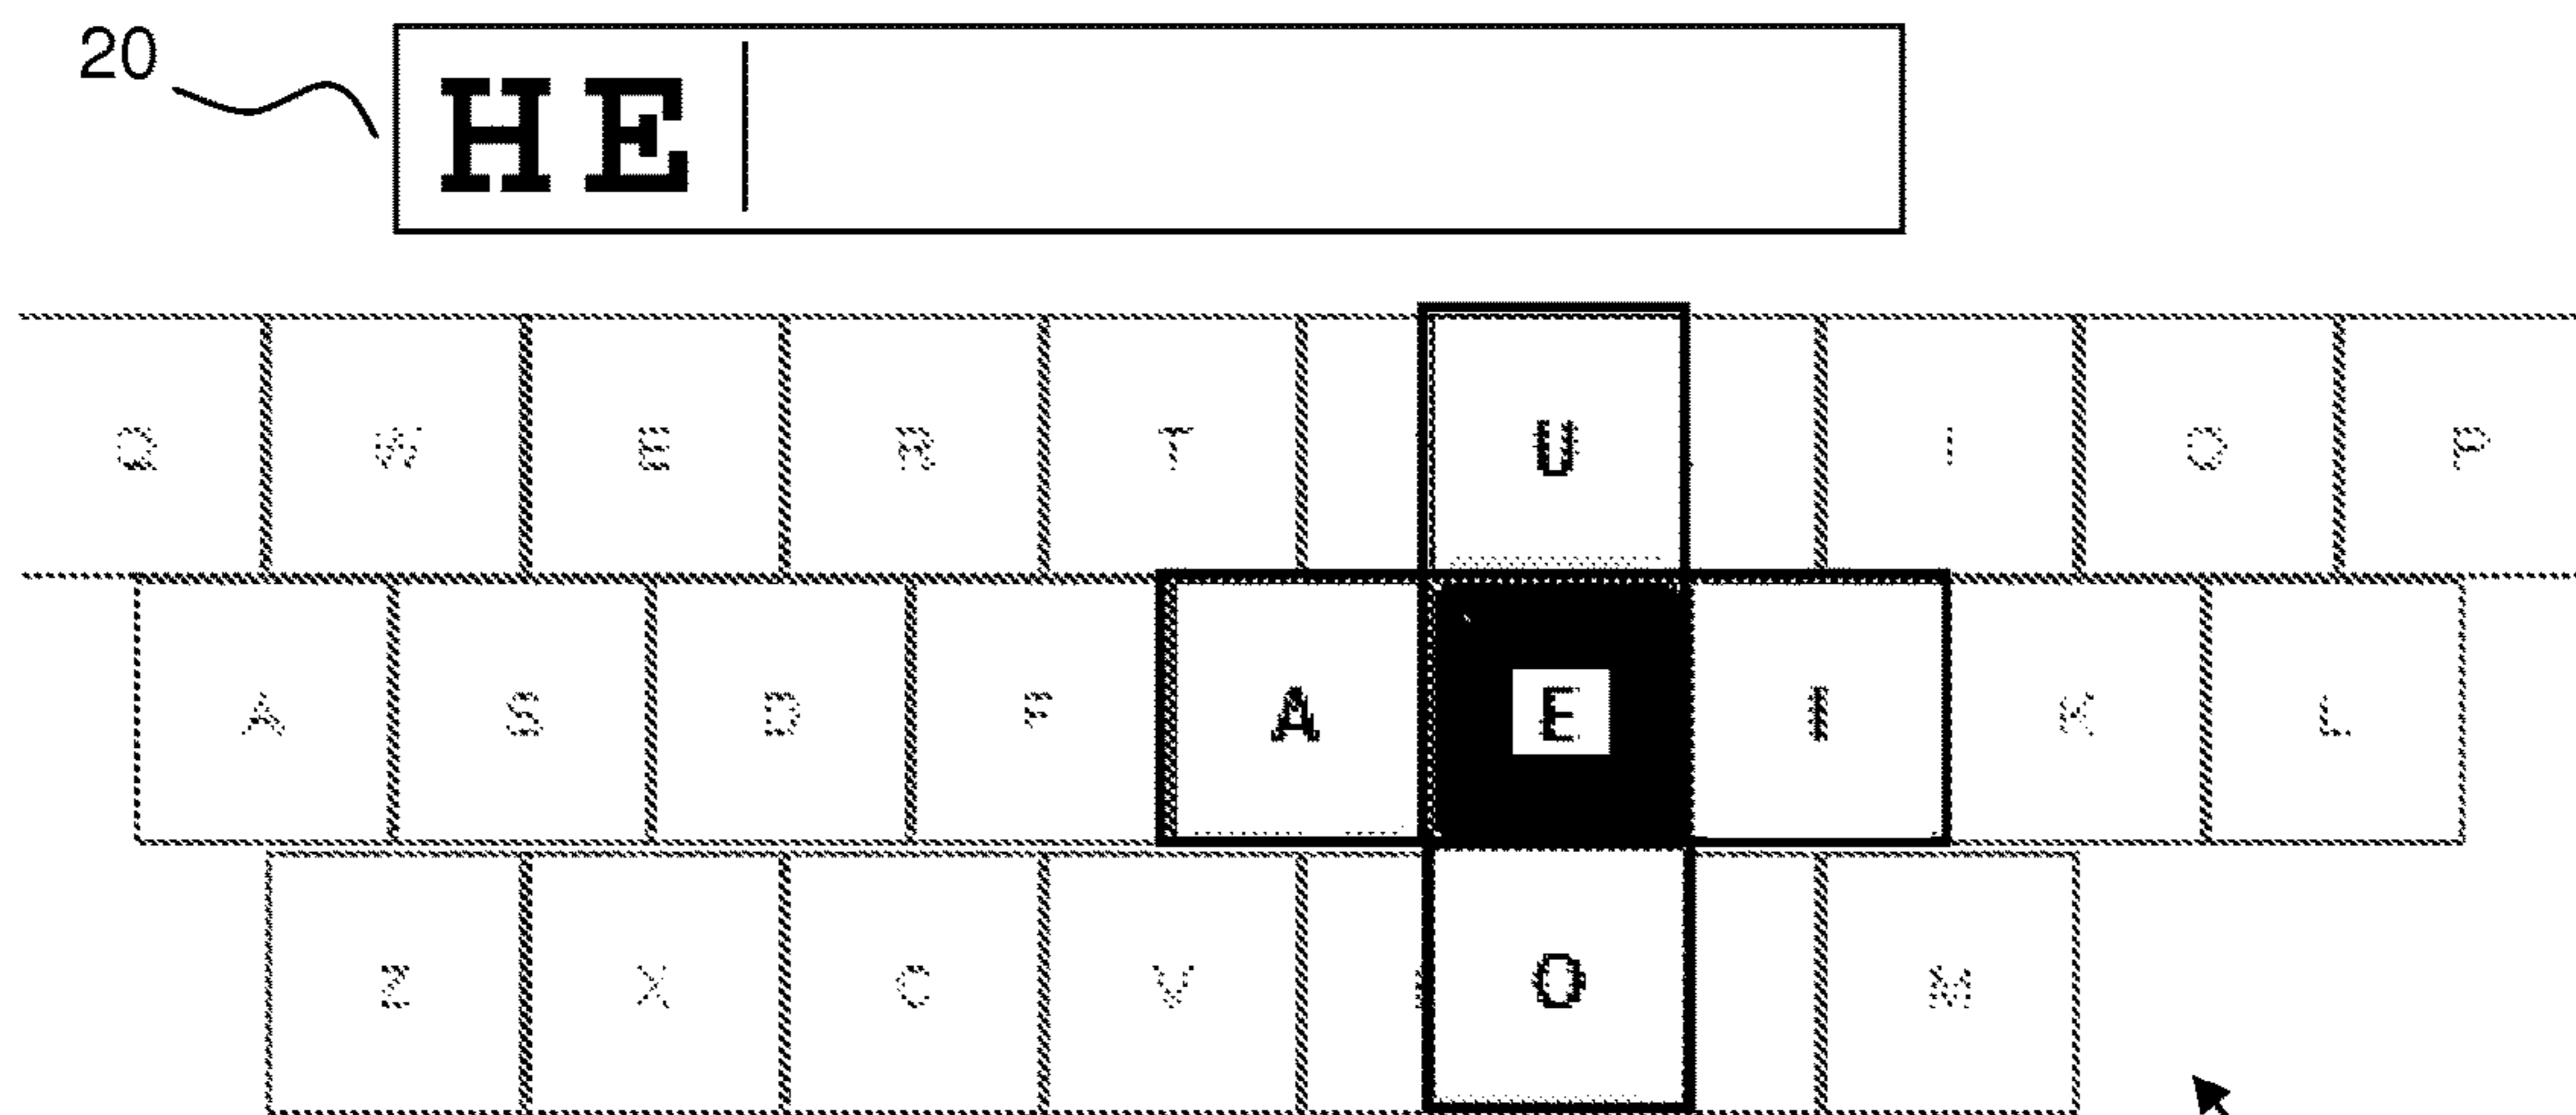 20
HE
Q W E R T U I O P
A S D F A E I K L
Z X C V O M